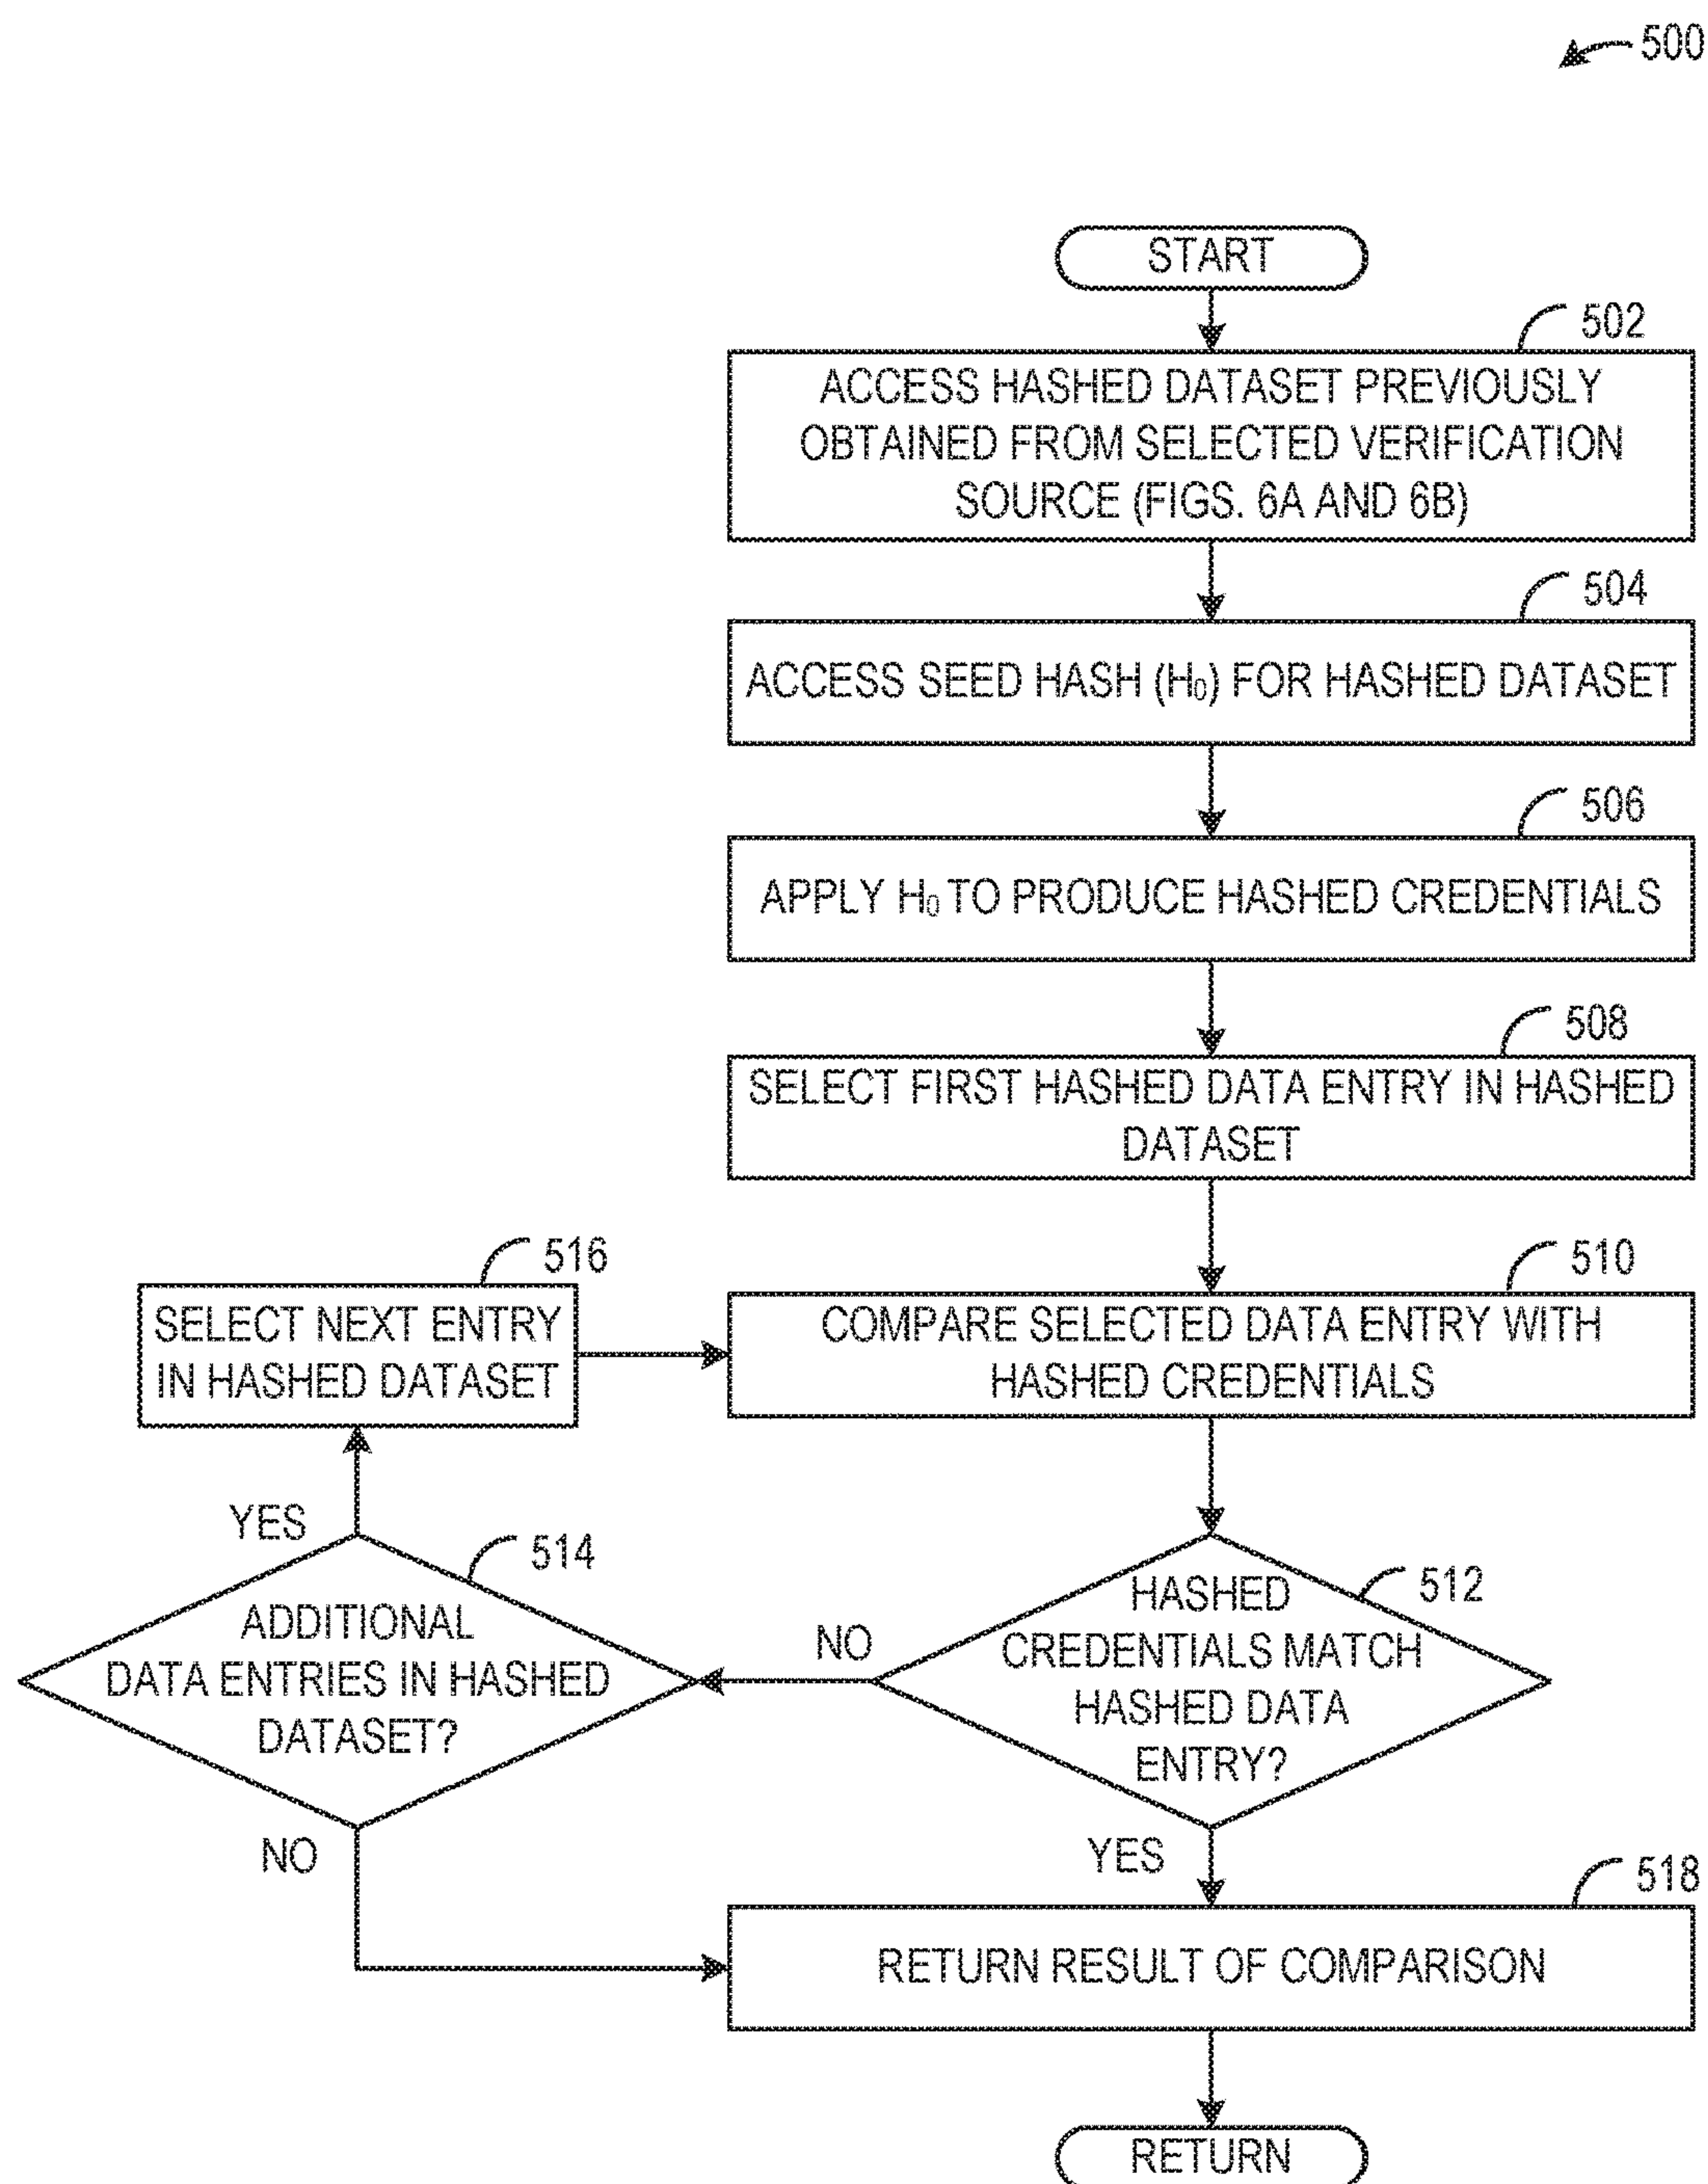 500
START
502
ACCESS HASHED DATASET PREVIOUSLY
OBTAINED FROM SELECTED VERIFICATION
SOURCE (FIGS. 6A AND 6B)
504
ACCESS SEED HASH (H₀) FOR HASHED DATASET
506
APPLY H₀ TO PRODUCE HASHED CREDENTIALS
508
SELECT FIRST HASHED DATA ENTRY IN HASHED
DATASET
516
SELECT NEXT ENTRY
IN HASHED DATASET
510
COMPARE SELECTED DATA ENTRY WITH
HASHED CREDENTIALS
YES
514
ADDITIONAL
DATA ENTRIES IN HASHED
DATASET?
NO
512
HASHED
CREDENTIALS MATCH
HASHED DATA
ENTRY?
NO
YES
518
RETURN RESULT OF COMPARISON
RETURN